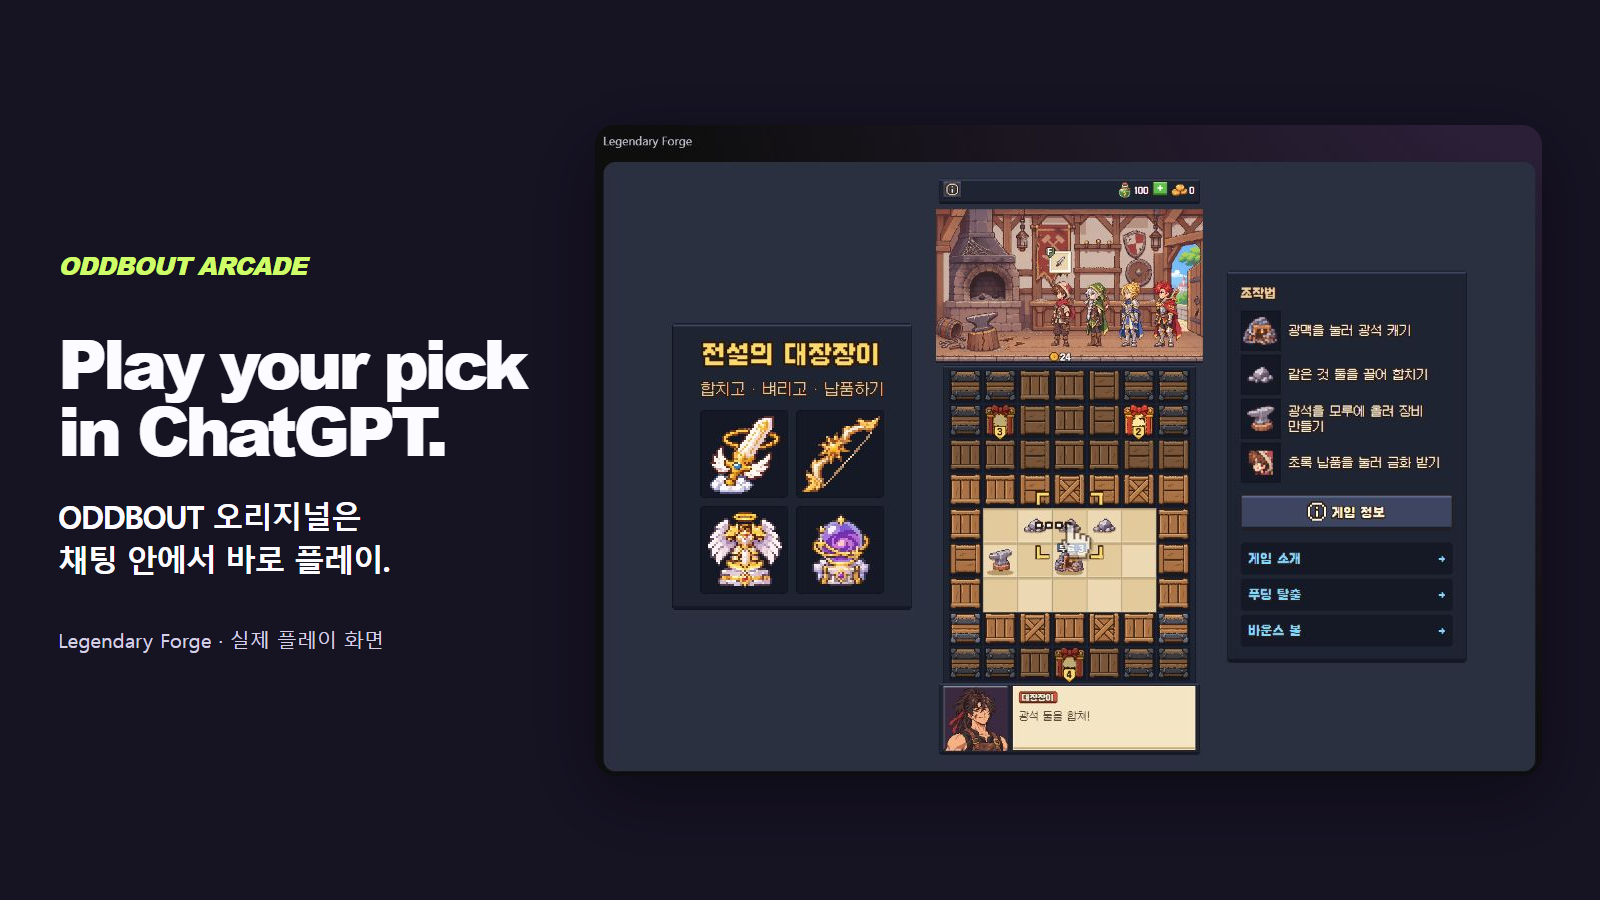 ODDBOUT ARCADE
Play your pick
in ChatGPT.
ODDBOUT 오리지널은
채팅 안에서 바로 플레이.
Legendary Forge · 실제 플레이 화면
Legendary Forge
100
0
24
전설의 대장장이
합치고 · 벼리고 · 납품하기
3
2
4
대장장이
광석 둘을 합쳐!
조작법
광맥을 눌러 광석 캐기
같은 것 둘을 끌어 합치기
광석을 모루에 올려 장비
만들기
초록 납품을 눌러 금화 받기
게임 정보
게임 소개 →
푸딩 탈출 →
바운스 볼 →